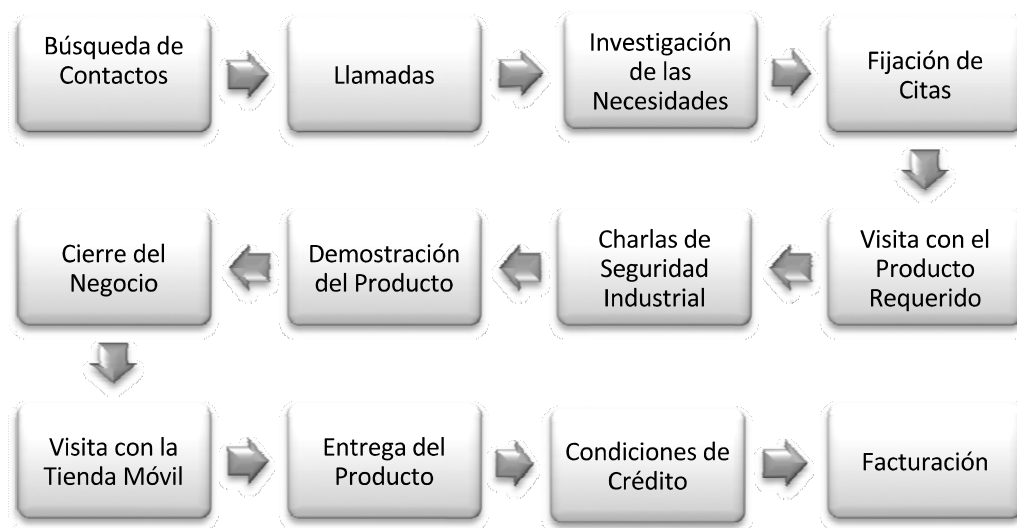 Búsqueda de
Contactos
Llamadas
Investigación
de las
Necesidades
Fijación de
Citas
Visita con el
Producto
Requerido
Charlas de
Seguridad
Industrial
Demostración
del Producto
Cierre del
Negocio
Visita con la
Tienda Móvil
Entrega del
Producto
Condiciones de
Crédito
Facturación